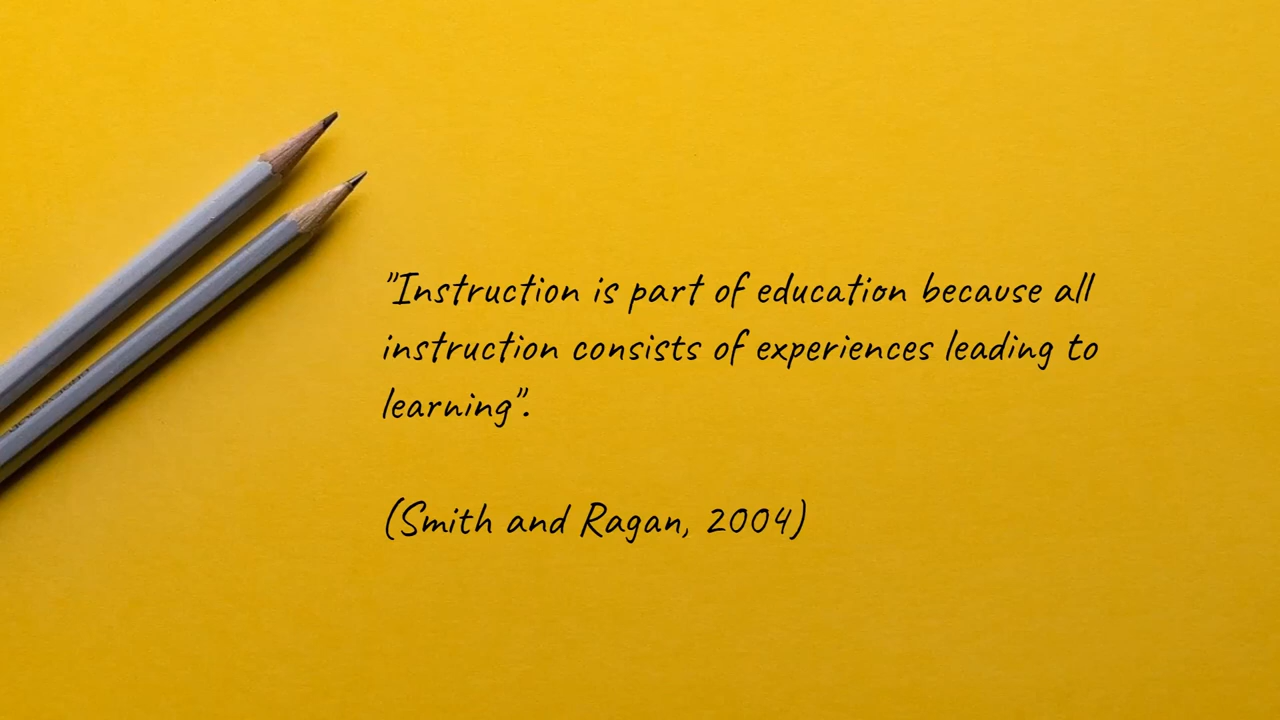 "Instruction is part of education because all
instruction consists of experiences leading to
learning".
(Smith and Ragan, 2004)